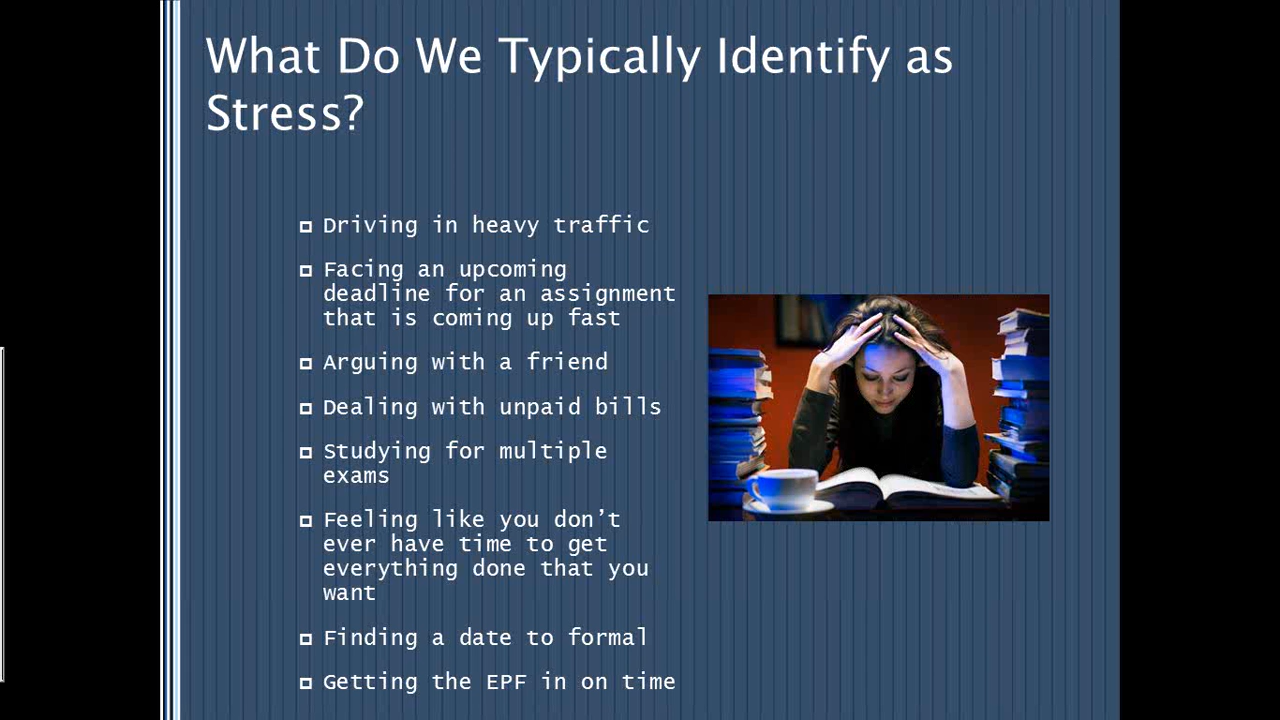 What Do We Typically Identify as
Stress?
Driving in heavy traffic
Facing an upcoming
deadline for an assignment
that is coming up fast
Arguing with a friend
Dealing with unpaid bills
Studying for multiple
exams
Feeling like you don’t
ever have time to get
everything done that you
want
Finding a date to formal
Getting the EPF in on time